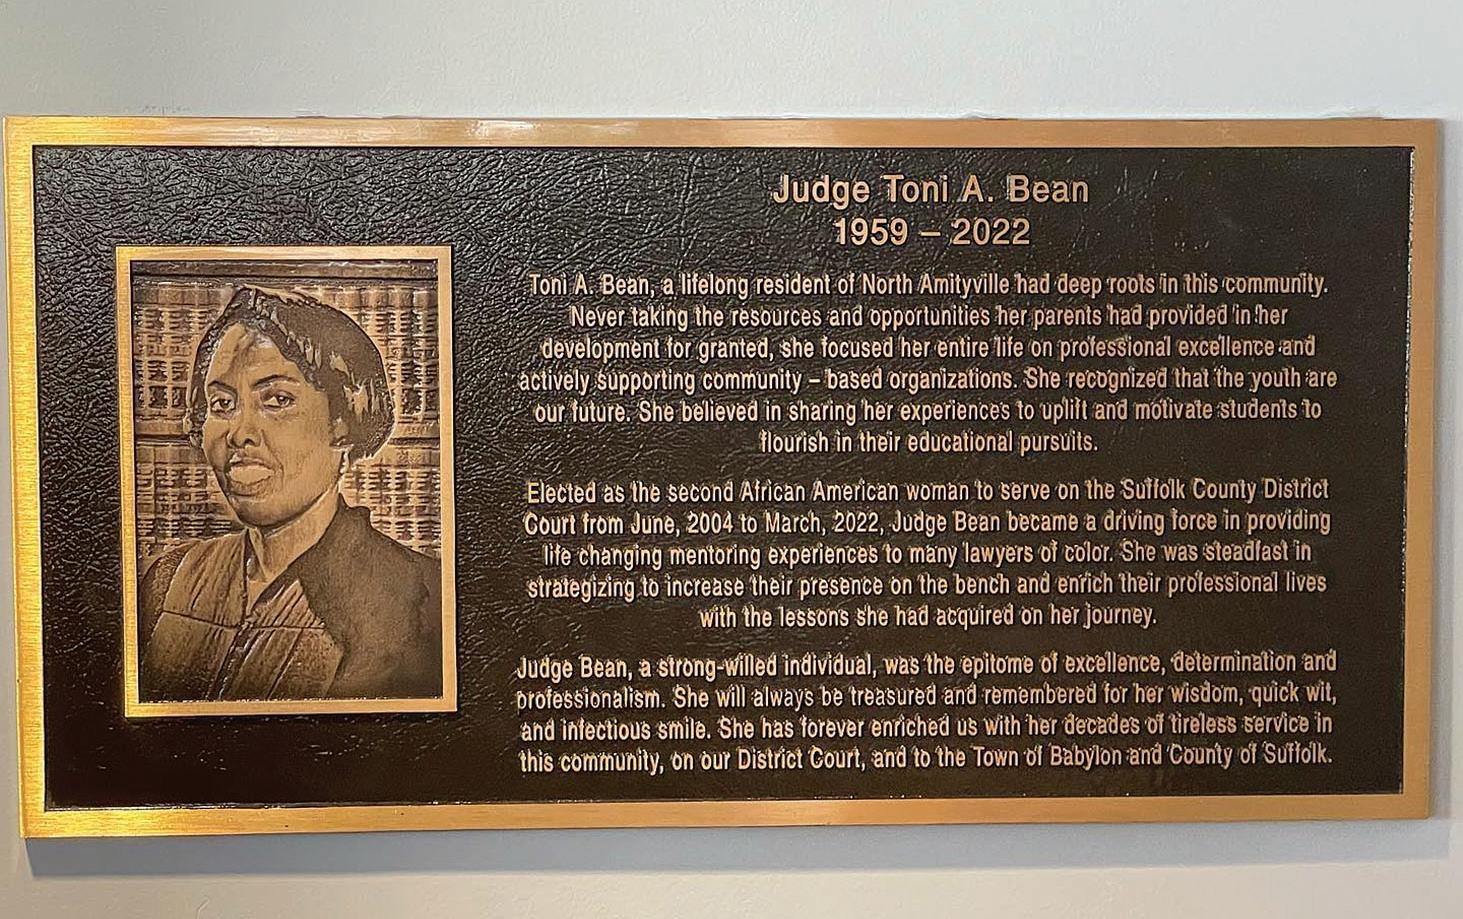 Judge Toni A. Bean
1959 – 2022
Toni A. Bean, a lifelong resident of North Amityville had deep roots in this community.
Never taking the resources and opportunities her parents had provided in her
development for granted, she focused her entire life on professional excellence and
actively supporting community – based organizations. She recognized that the youth are
our future. She believed in sharing her experiences to uplift and motivate students to
flourish in their educational pursuits.
Elected as the second African American woman to serve on the Suffolk County District
Court from June, 2004 to March, 2022, Judge Bean became a driving force in providing
life changing mentoring experiences to many lawyers of color. She was steadfast in
strategizing to increase their presence on the bench and enrich their professional lives
with the lessons she had acquired on her journey.
Judge Bean, a strong-willed individual, was the epitome of excellence, determination and
professionalism. She will always be treasured and remembered for her wisdom, quick wit,
and infectious smile. She has forever enriched us with her decades of tireless service in
this community, on our District Court, and to the Town of Babylon and County of Suffolk.